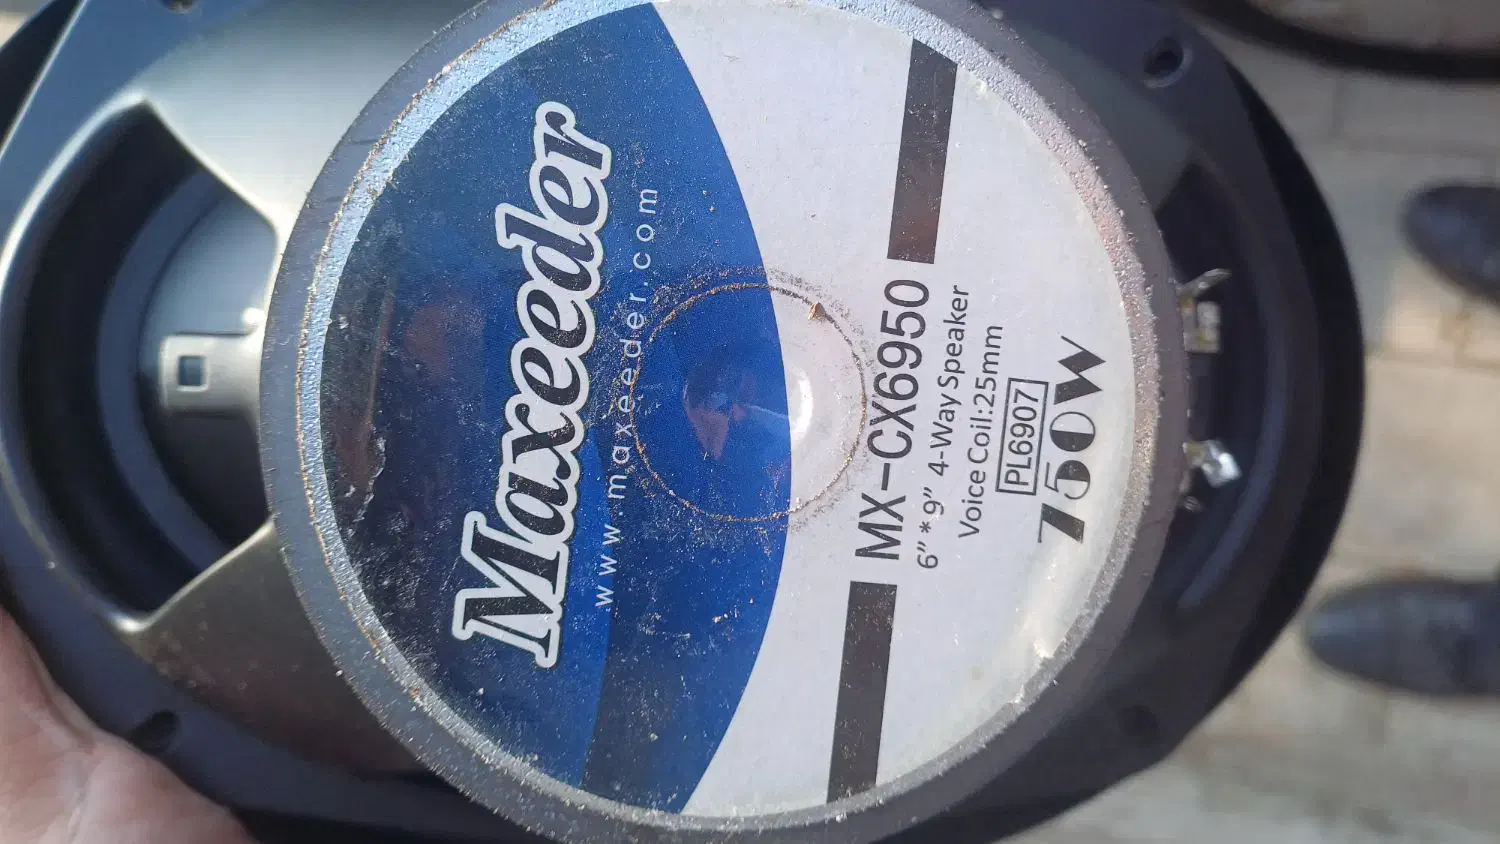 Maxeeder
www.maxeeder.com
MX-CX6950
6”*9” 4-Way Speaker
Voice Coil:25mm
PL6907
750W